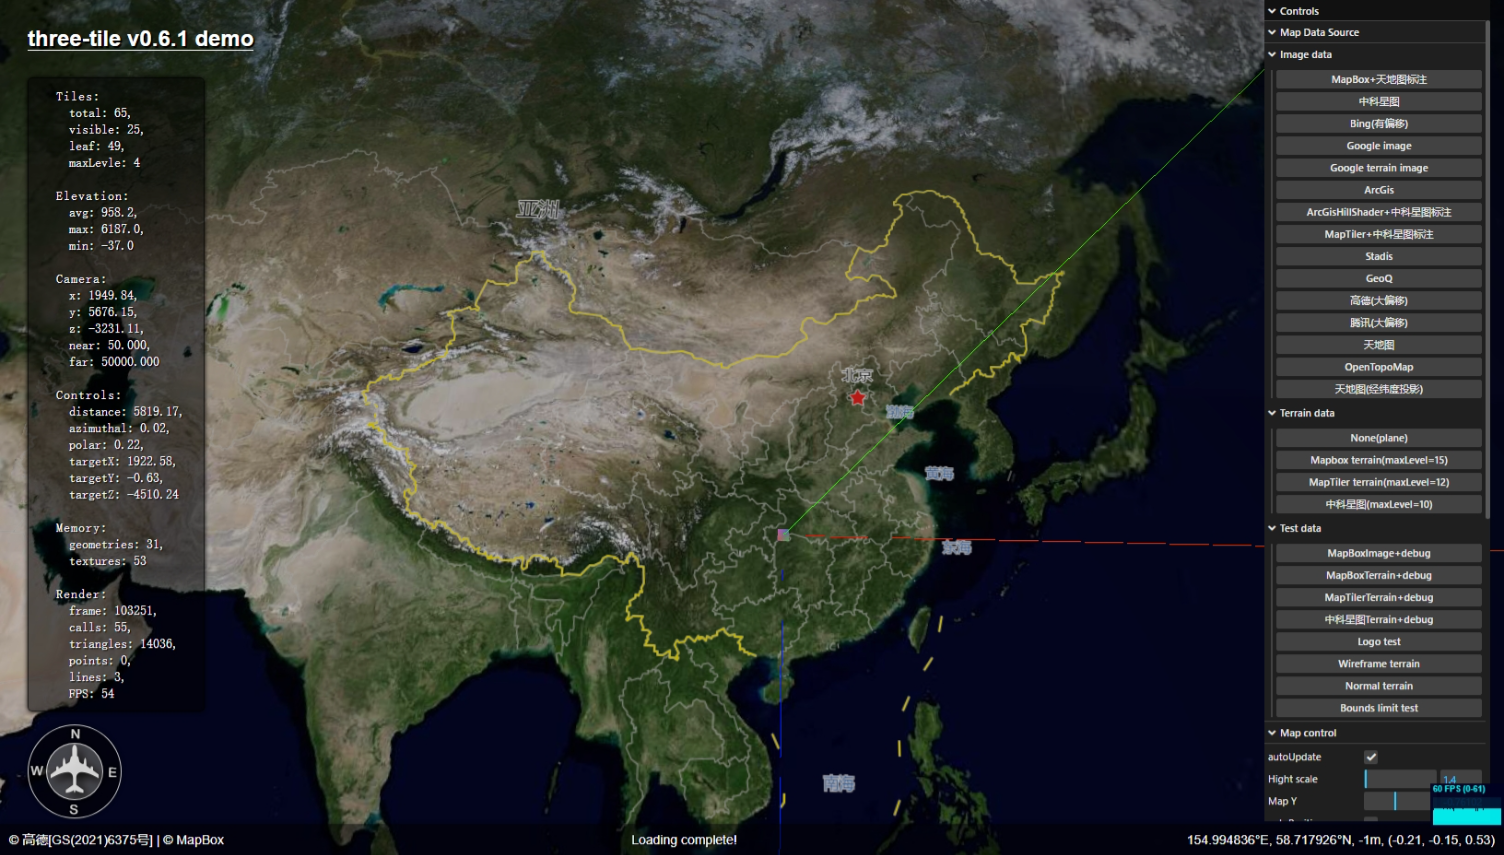 three-tile v0.6.1 demo
Tiles:
total: 65,
visible: 25,
leaf: 49,
maxLevle: 4
Elevation:
avg: 958.2,
max: 6187.0,
min: -37.0
Camera:
x: 1949.84,
y: 5676.15,
z: -3231.11,
near: 50.000,
far: 50000.000
Controls:
distance: 5819.17,
azimuthal: 0.02,
polar: 0.22,
targetX: 1922.58,
targetY: -0.63,
targetZ: -4510.24
Memory:
geometries: 31,
textures: 53
Render:
frame: 103251,
calls: 55,
triangles: 14036,
points: 0,
lines: 3,
FPS: 54
N
W
E
S
亚洲
北京
渤海
黄海
东海
南海
Controls
Map Data Source
Image data
MapBox+天地图标注
中科星图
Bing(有偏移)
Google image
Google terrain image
ArcGis
ArcGisHillShader+中科星图标注
MapTiler+中科星图标注
Stadis
GeoQ
高德(大偏移)
腾讯(大偏移)
天地图
OpenTopoMap
天地图(经纬度投影)
Terrain data
None(plane)
Mapbox terrain(maxLevel=15)
MapTiler terrain(maxLevel=12)
中科星图(maxLevel=10)
Test data
MapBoxImage+debug
MapBoxTerrain+debug
MapTilerTerrain+debug
中科星图Terrain+debug
Logo test
Wireframe terrain
Normal terrain
Bounds limit test
Map control
autoUpdate
Hight scale
1.4
60 FPS (0-61)
Map Y
© 高德[GS(2021)6375号] | © MapBox
Loading complete!
154.994836°E, 58.717926°N, -1m, (-0.21, -0.15, 0.53)